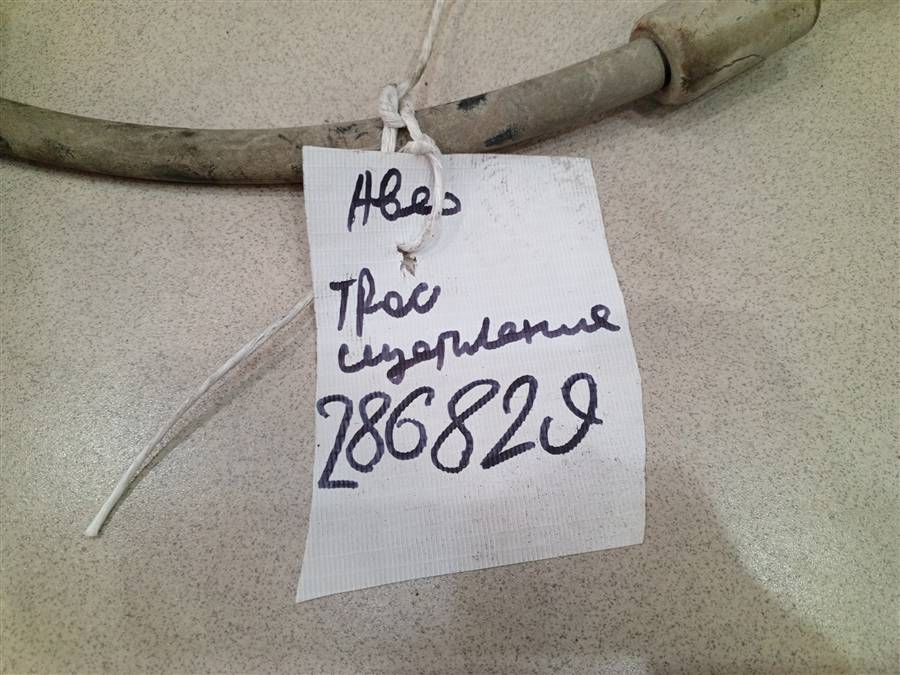 Авео
Трос
сцепления
286829